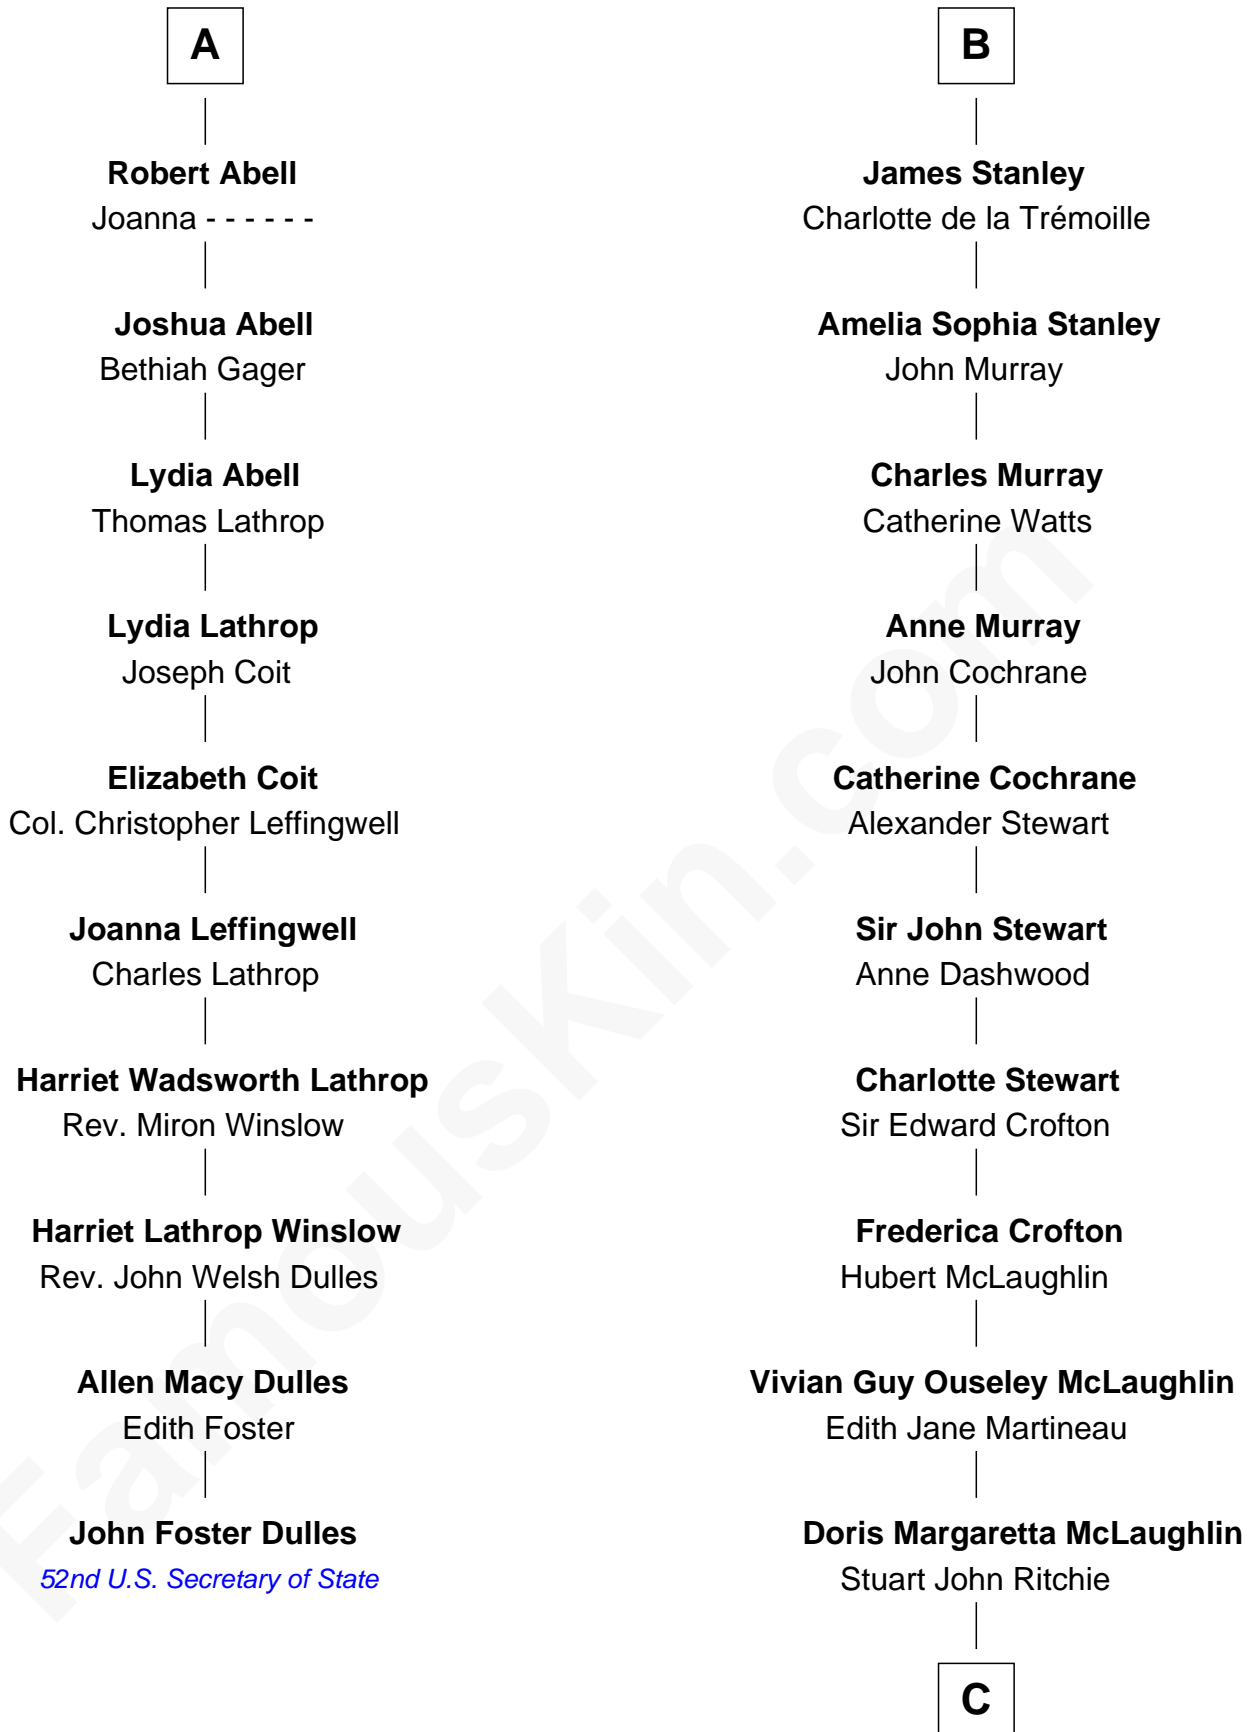 A
Robert Abell
Joanna - - - - - -
Joshua Abell
Bethiah Gager
Lydia Abell
Thomas Lathrop
Lydia Lathrop
Joseph Coit
Elizabeth Coit
Col. Christopher Leffingwell
Joanna Leffingwell
Charles Lathrop
Harriet Wadsworth Lathrop
Rev. Miron Winslow
Harriet Lathrop Winslow
Rev. John Welsh Dulles
Allen Macy Dulles
Edith Foster
John Foster Dulles
52nd U.S. Secretary of State
B
James Stanley
Charlotte de la Trémoille
Amelia Sophia Stanley
John Murray
Charles Murray
Catherine Watts
Anne Murray
John Cochrane
Catherine Cochrane
Alexander Stewart
Sir John Stewart
Anne Dashwood
Charlotte Stewart
Sir Edward Crofton
Frederica Crofton
Hubert McLaughlin
Vivian Guy Ouseley McLaughlin
Edith Jane Martineau
Doris Margaretta McLaughlin
Stuart John Ritchie
C
FamousKin.com